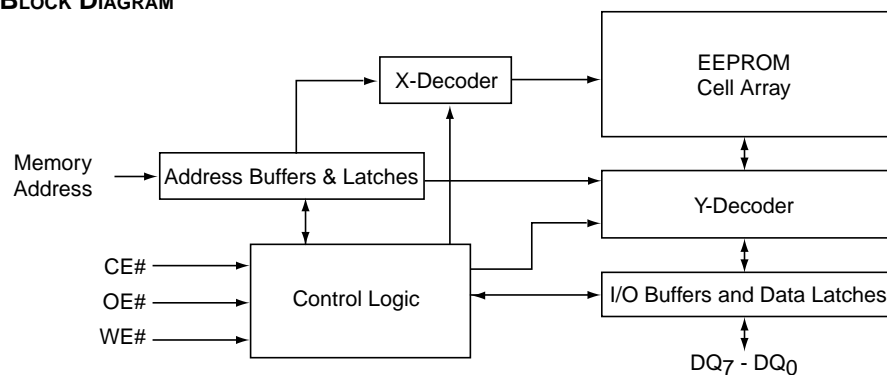 BLOCK DIAGRAM
EEPROM
Cell Array
X-Decoder
Memory
Address
Address Buffers & Latches
Y-Decoder
CE#
OE#
WE#
Control Logic
I/O Buffers and Data Latches
DQ7 - DQ0